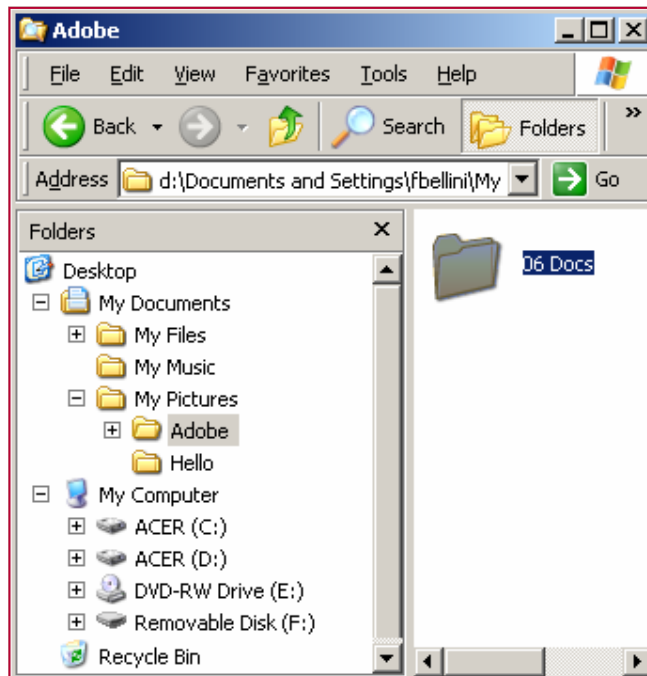 Adobe
File Edit View Favorites Tools Help
Back Search Folders »
Address d:\Documents and Settings\fbellini\My Go
Folders
Desktop
My Documents
My Files
My Music
My Pictures
Adobe
Hello
My Computer
ACER (C:)
ACER (D:)
DVD-RW Drive (E:)
Removable Disk (F:)
Recycle Bin
06 Docs